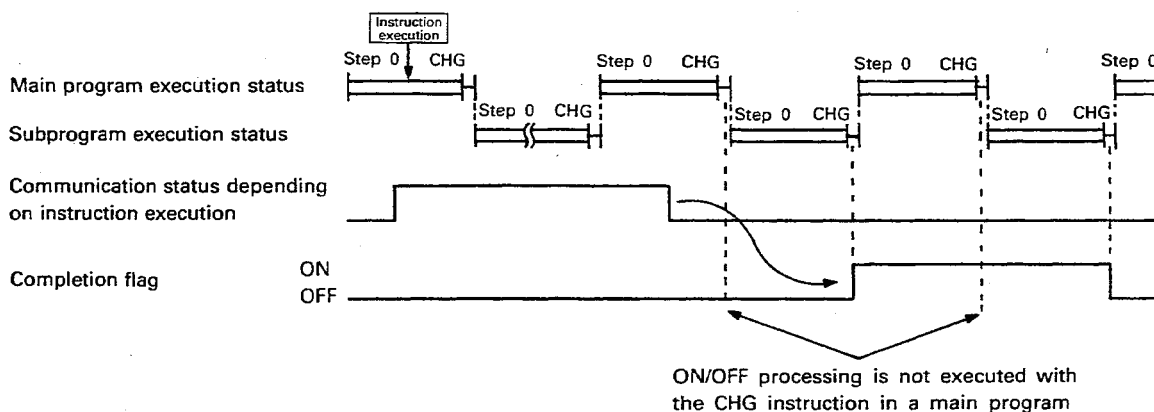 Instruction
execution
Step 0 CHG Step 0 CHG Step 0 CHG Step 0
Main program execution status
Step 0 CHG Step 0 CHG Step 0 CHG
Subprogram execution status
Communication status depending
on instruction execution
Completion flag
ON
OFF
ON/OFF processing is not executed with
the CHG instruction in a main program